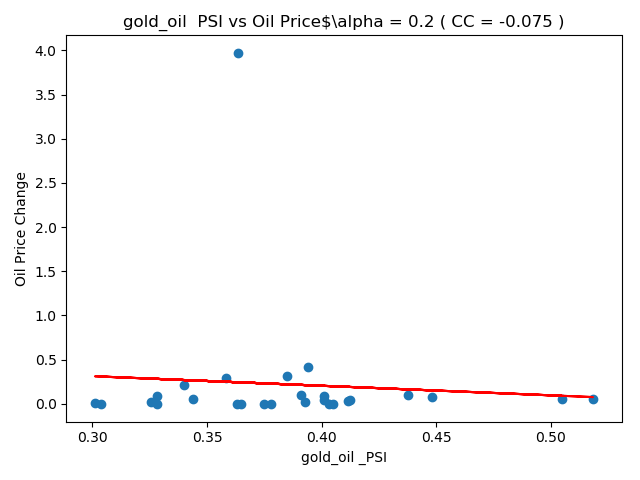 gold_oil  PSI vs Oil Price$\alpha = 0.2 ( CC = -0.075 )
4.0
3.5
3.0
2.5
2.0
1.5
1.0
0.5
0.0
Oil Price Change
0.30 0.35 0.40 0.45 0.50
gold_oil _PSI